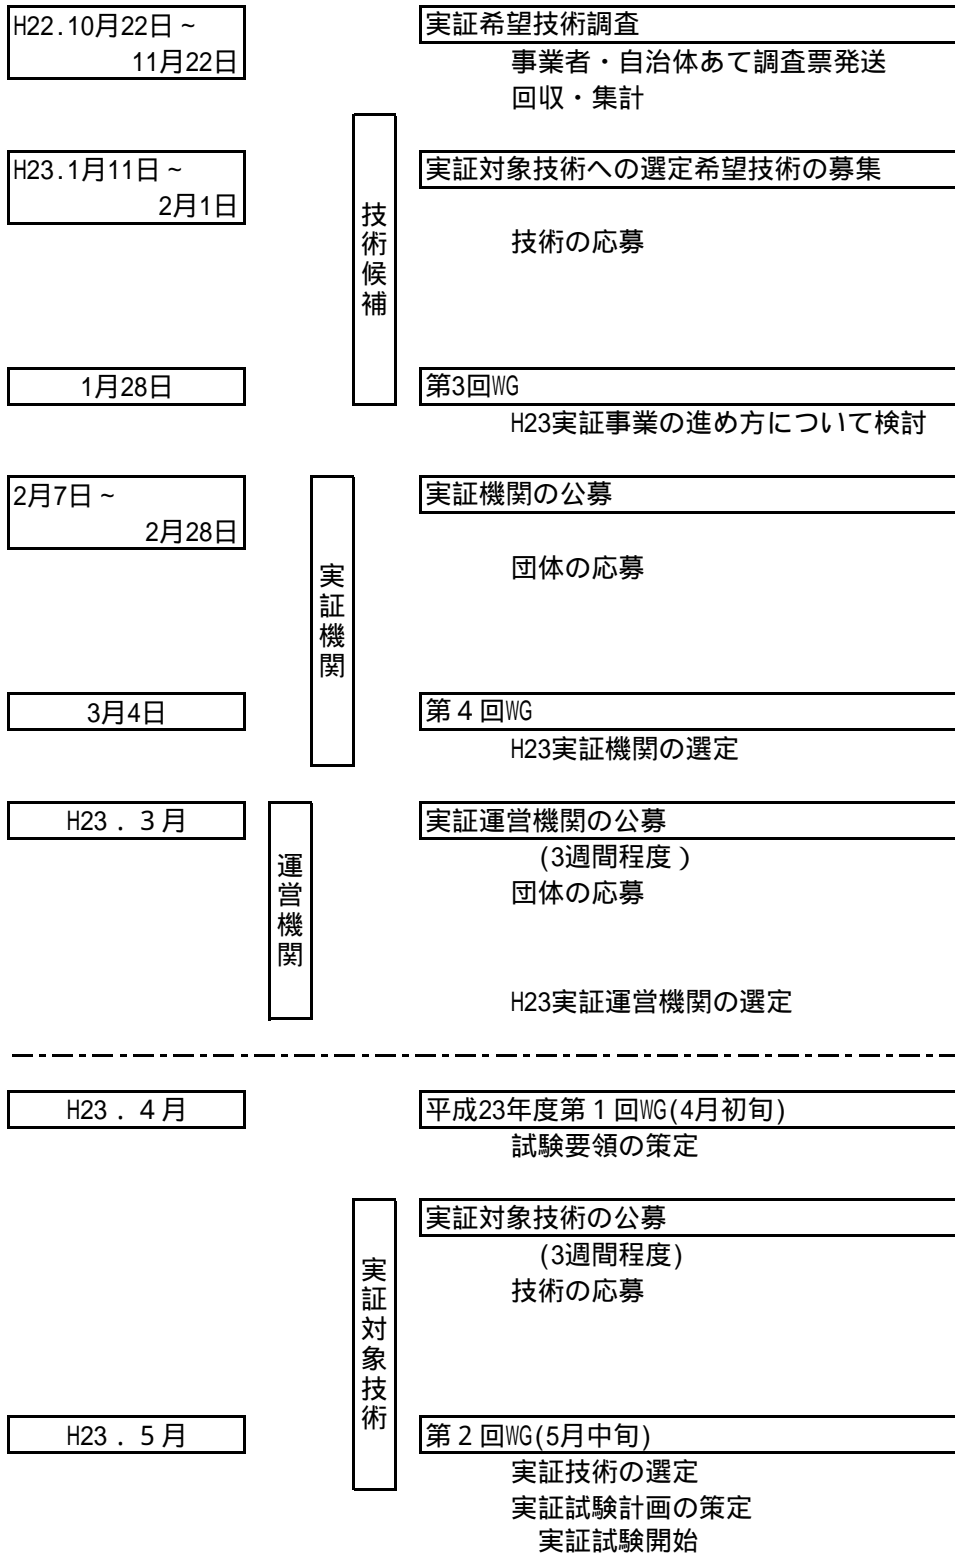 H22.10月22日~
11月22日
実証希望技術調査
事業者・自治体あて調査票発送
回収・集計
技術候補
H23.1月11日~
2月1日
実証対象技術への選定希望技術の募集
技術の応募
1月28日
第3回WG
H23実証事業の進め方について検討
2月7日~
2月28日
実証機関の公募
団体の応募
実証機関
3月4日
第4回WG
H23実証機関の選定
H23.3月
実証運営機関の公募
(3週間程度)
団体の応募
運営機関
H23実証運営機関の選定
H23.4月
平成23年度第1回WG(4月初旬)
試験要領の策定
実証対象技術の公募
(3週間程度)
技術の応募
実証対象技術
H23.5月
第2回WG(5月中旬)
実証技術の選定
実証試験計画の策定
実証試験開始